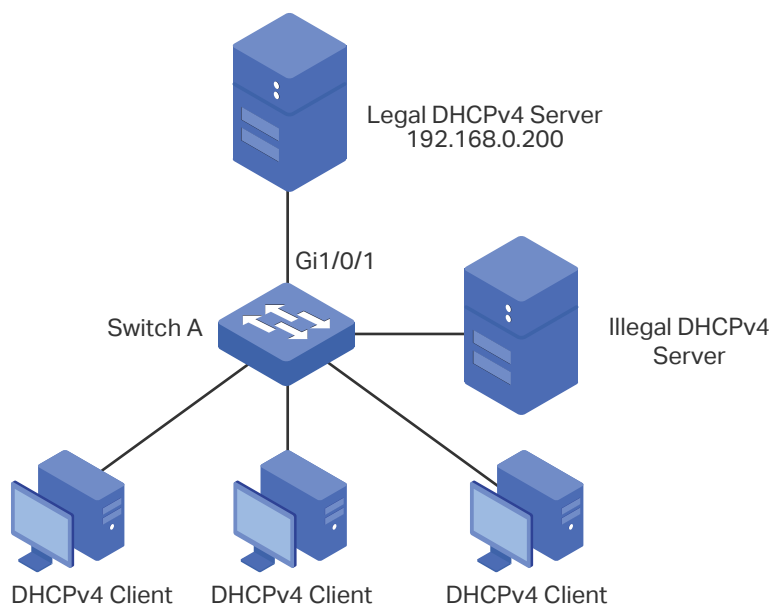 Legal DHCPv4 Server
192.168.0.200
Gi1/0/1
Switch A
Illegal DHCPv4
Server
DHCPv4 Client
DHCPv4 Client
DHCPv4 Client